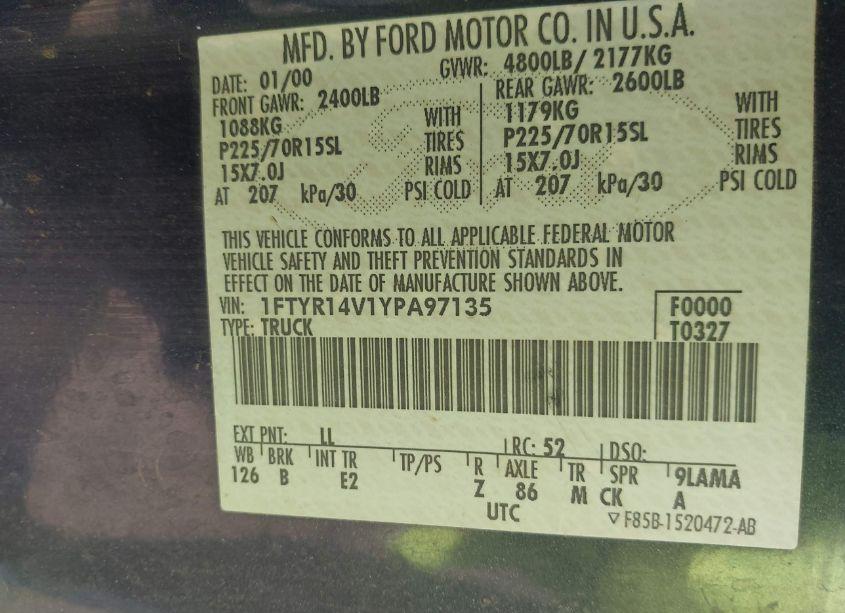 MFD. BY FORD MOTOR CO. IN U.S.A.
DATE: 01/00 GVWR: 4800LB/ 2177KG
FRONT GAWR: 2400LB REAR GAWR: 2600LB
1088KG WITH 1179KG WITH
P225/70R15SL TIRES P225/70R15SL TIRES
15X7.0J RIMS 15X7.0J RIMS
AT 207 kPa/30 PSI COLD AT 207 kPa/30 PSI COLD
THIS VEHICLE CONFORMS TO ALL APPLICABLE FEDERAL MOTOR
VEHICLE SAFETY AND THEFT PREVENTION STANDARDS IN
EFFECT ON THE DATE OF MANUFACTURE SHOWN ABOVE.
VIN: 1FTYR14V1YPA97135 F0000
TYPE: TRUCK T0327
EXT PNT: LL RC: 52 DSO:
WB BRK INT TR TP/PS R AXLE TR SPR 9LAMA
126 B E2 Z 86 M CK A
UTC ▽F85B-1520472-AB